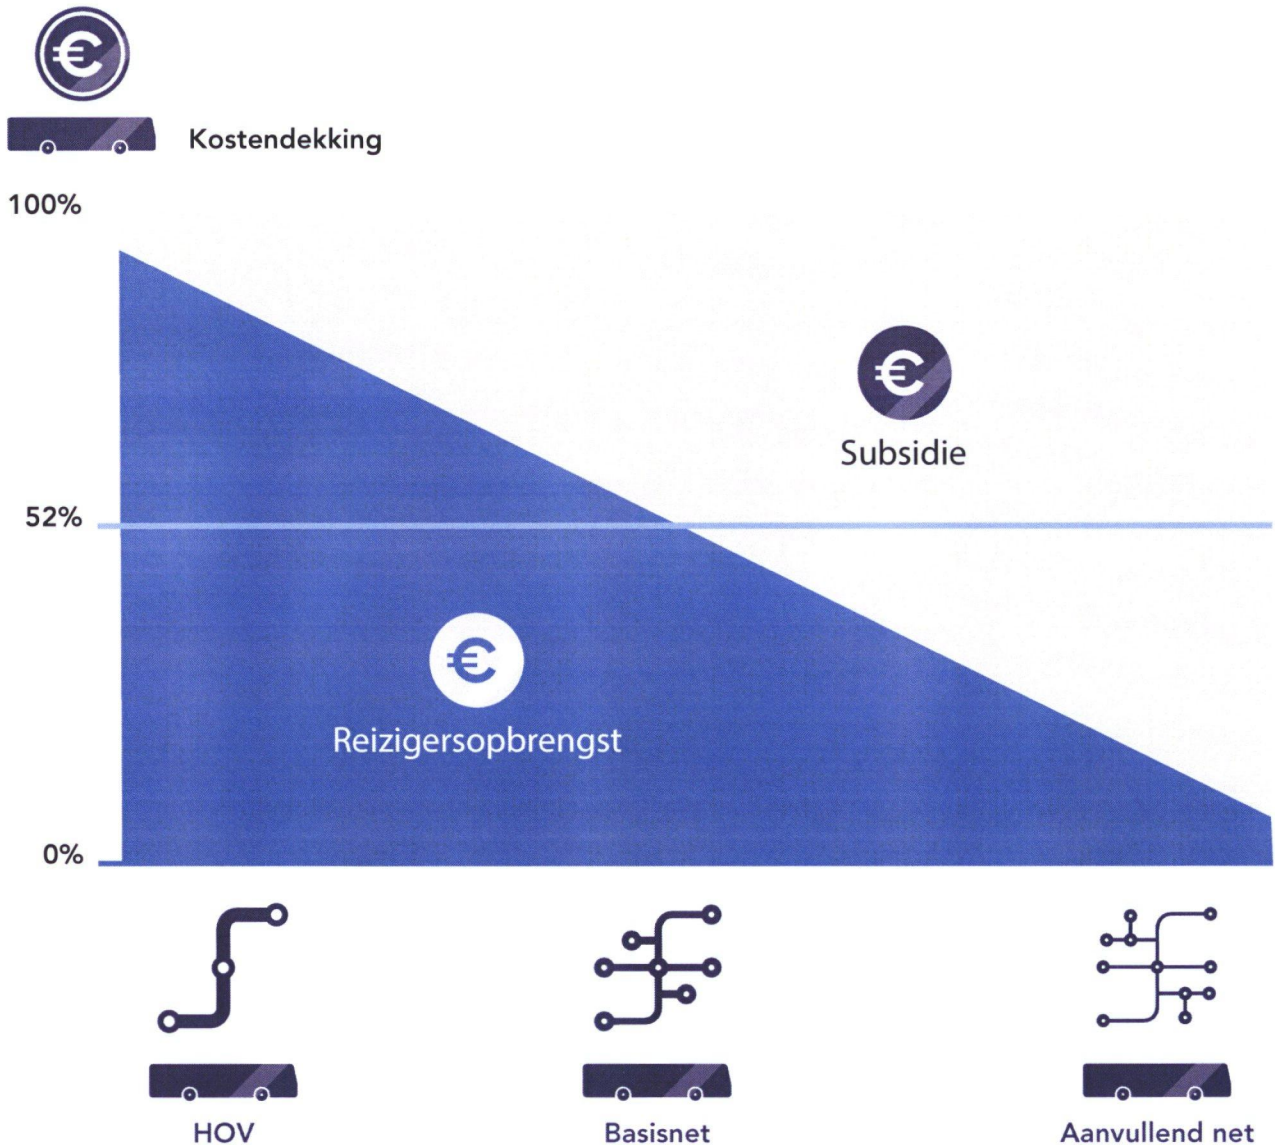 €
Kostendekking
100%
€
Subsidie
52%
€
Reizigersopbrengst
0%
HOV
Basisnet
Aanvullend net